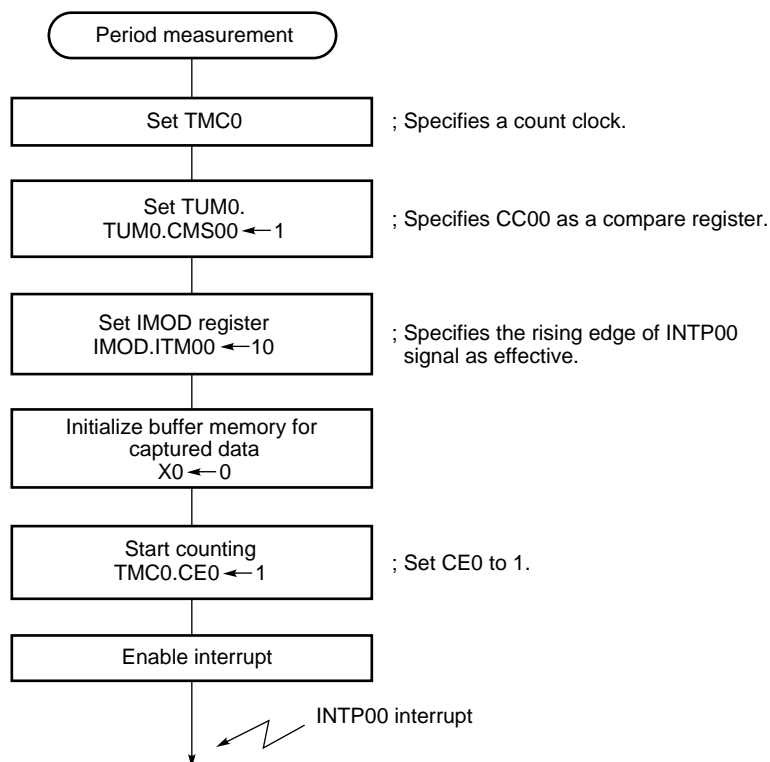 Period measurement
Set TMC0
; Specifies a count clock.
Set TUM0.
TUM0.CMS00 ← 1
; Specifies CC00 as a compare register.
Set IMOD register
IMOD.ITM00 ← 10
; Specifies the rising edge of INTP00
signal as effective.
Initialize buffer memory for
captured data
X0 ← 0
Start counting
TMC0.CE0 ← 1
; Set CE0 to 1.
Enable interrupt
INTP00 interrupt